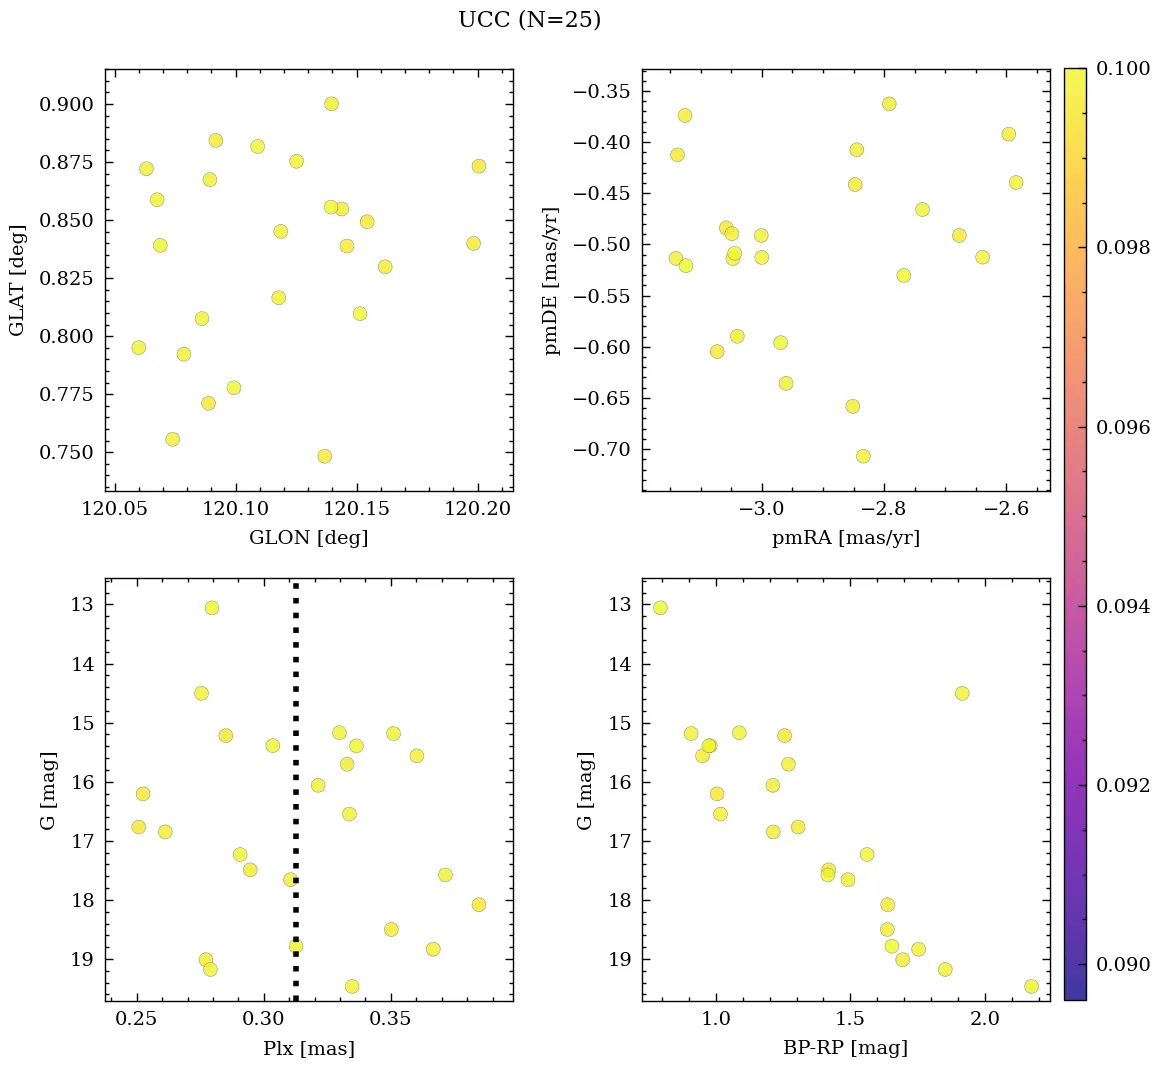 UCC (N=25)
0.900
0.875
0.850
0.825
0.800
0.775
0.750
GLAT [deg]
120.05 120.10 120.15 120.20
GLON [deg]
−0.35
−0.40
−0.45
−0.50
−0.55
−0.60
−0.65
−0.70
pmDE [mas/yr]
−3.0 −2.8 −2.6
pmRA [mas/yr]
13
14
15
16
17
18
19
G [mag]
0.25 0.30 0.35
Plx [mas]
13
14
15
16
17
18
19
G [mag]
1.0 1.5 2.0
BP-RP [mag]
0.100
0.098
0.096
0.094
0.092
0.090